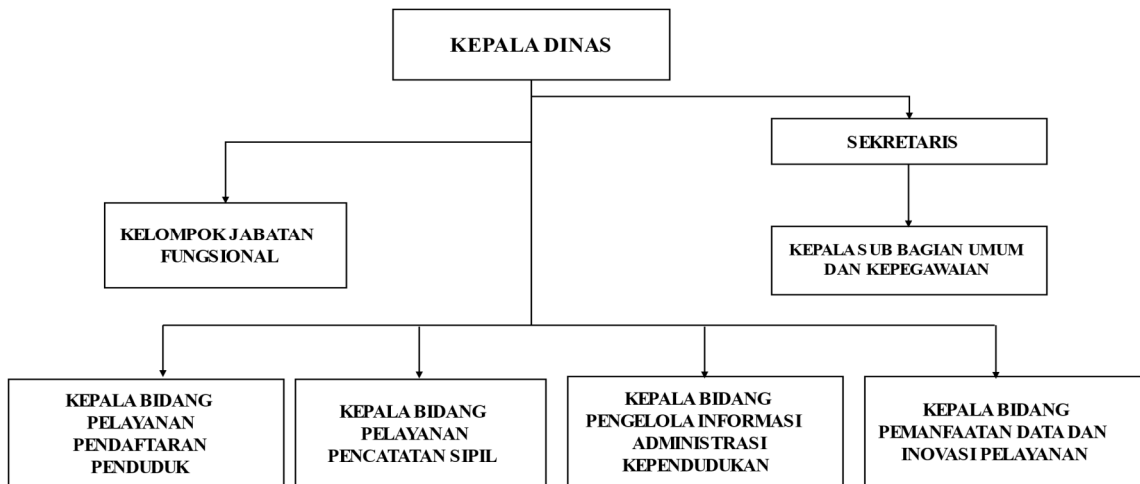 KEPALA DINAS
SEKRETARIS
KELOMPOK JABATAN
FUNGSIONAL
KEPALA SUB BAGIAN UMUM
DAN KEPEGAWAIAN
KEPALA BIDANG
PELAYANAN
PENDAFTARAN
PENDUDUK
KEPALA BIDANG
PELAYANAN
PENCATATAN SIPIL
KEPALA BIDANG
PENGELOLA INFORMASI
ADMINISTRASI
KEPENDUDUKAN
KEPALA BIDANG
PEMANFAATAN DATA DAN
INOVASI PELAYANAN